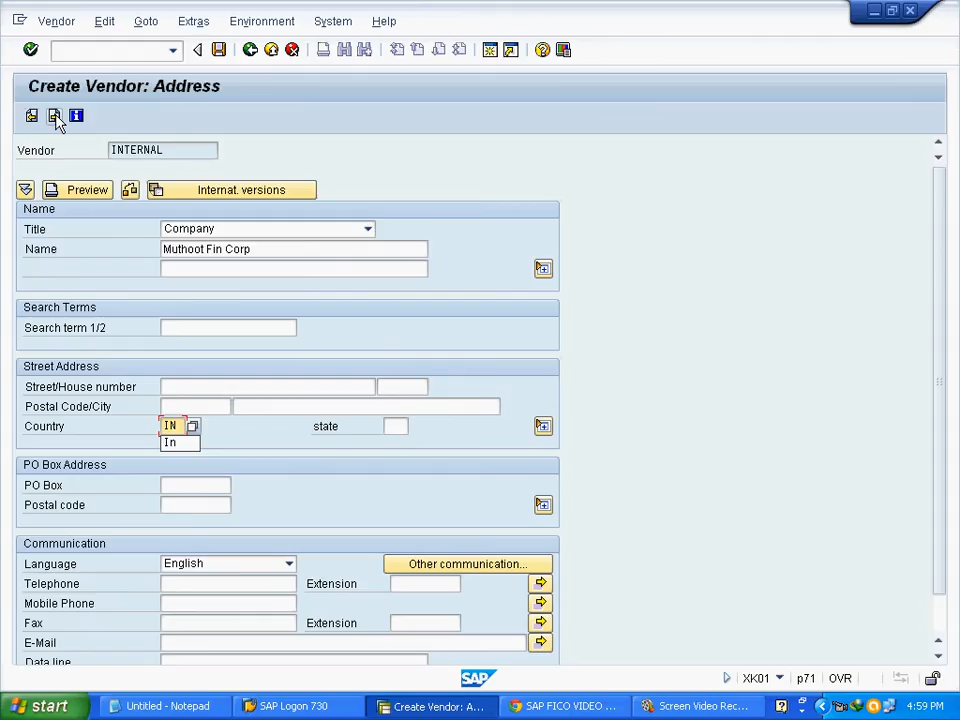 Vendor Edit Goto Extras Environment System Help
Create Vendor: Address
Vendor INTERNAL
Preview Internat. versions
Name
Title Company
Name Muthoot Fin Corp
Search Terms
Search term 1/2
Street Address
Street/House number
Postal Code/City
Country IN state
In
PO Box Address
PO Box
Postal code
Communication
Language English Other communication...
Telephone Extension
Mobile Phone
Fax Extension
E-Mail
Data line
SAP XK01 p71 OVR
start Untitled - Notepad SAP Logon 730 Create Vendor: A... SAP FICO VIDEO ... Screen Video Rec... 4:59 PM